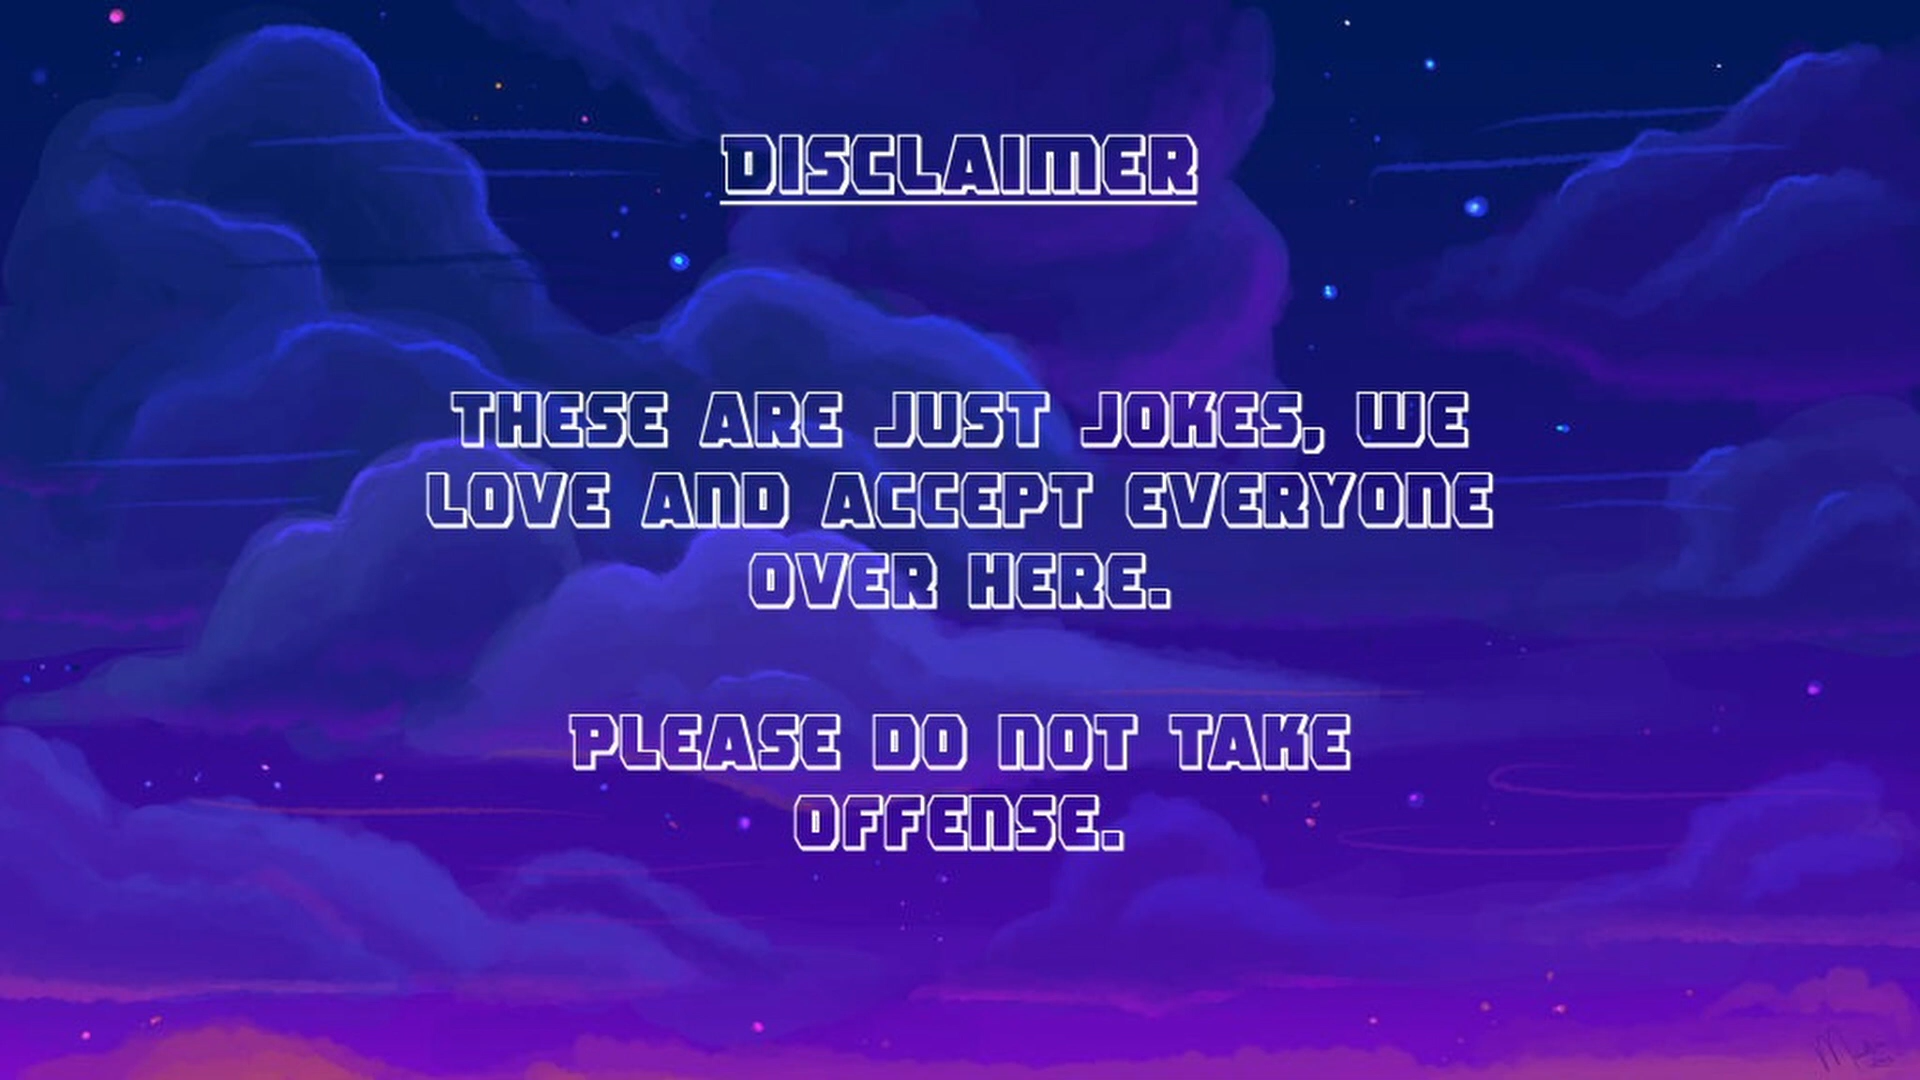 DISCLAIMER
THESE ARE JUST JOKES, WE
LOVE AND ACCEPT EVERYONE
OVER HERE.
PLEASE DO NOT TAKE
OFFENSE.